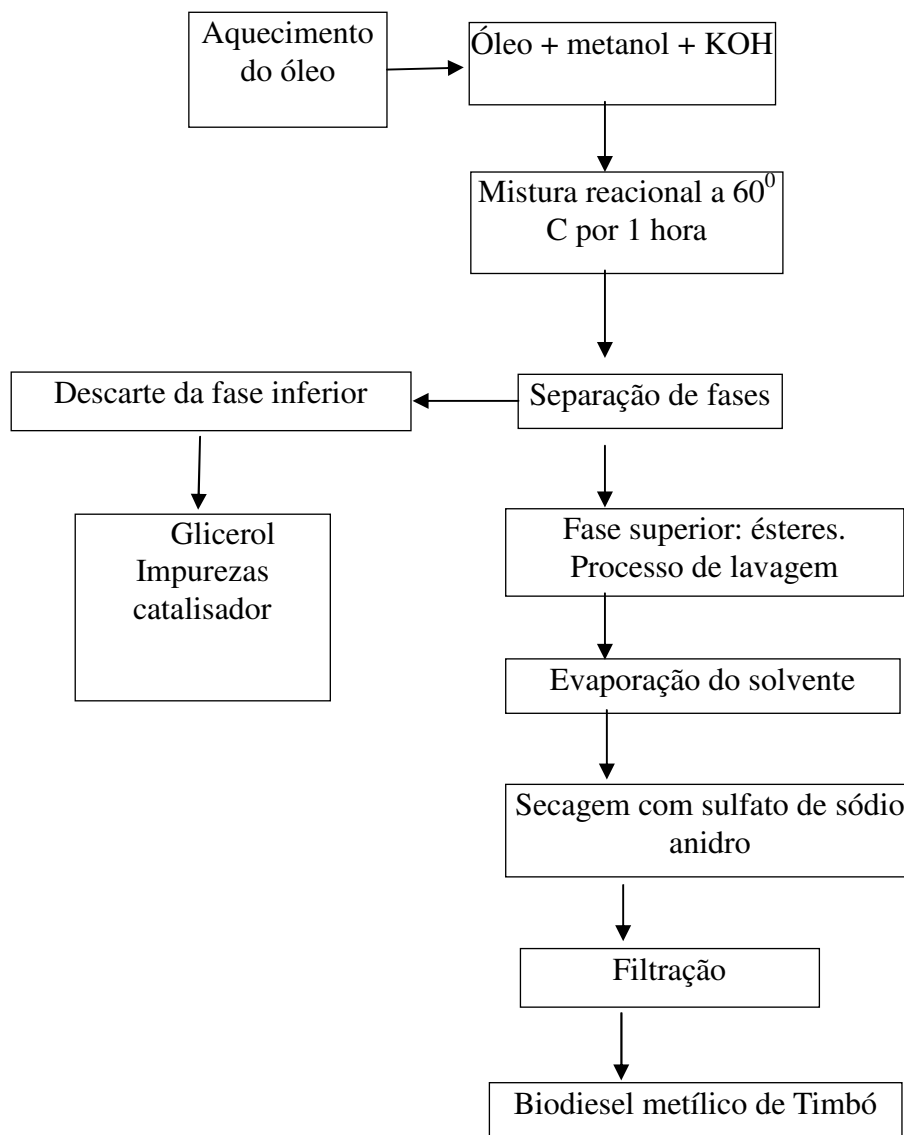 Aquecimento
do óleo
Óleo + metanol + KOH
Mistura reacional a 60⁰
C por 1 hora
Descarte da fase inferior
Separação de fases
Glicerol
Impurezas
catalisador
Fase superior: ésteres.
Processo de lavagem
Evaporação do solvente
Secagem com sulfato de sódio
anidro
Filtração
Biodiesel metílico de Timbó